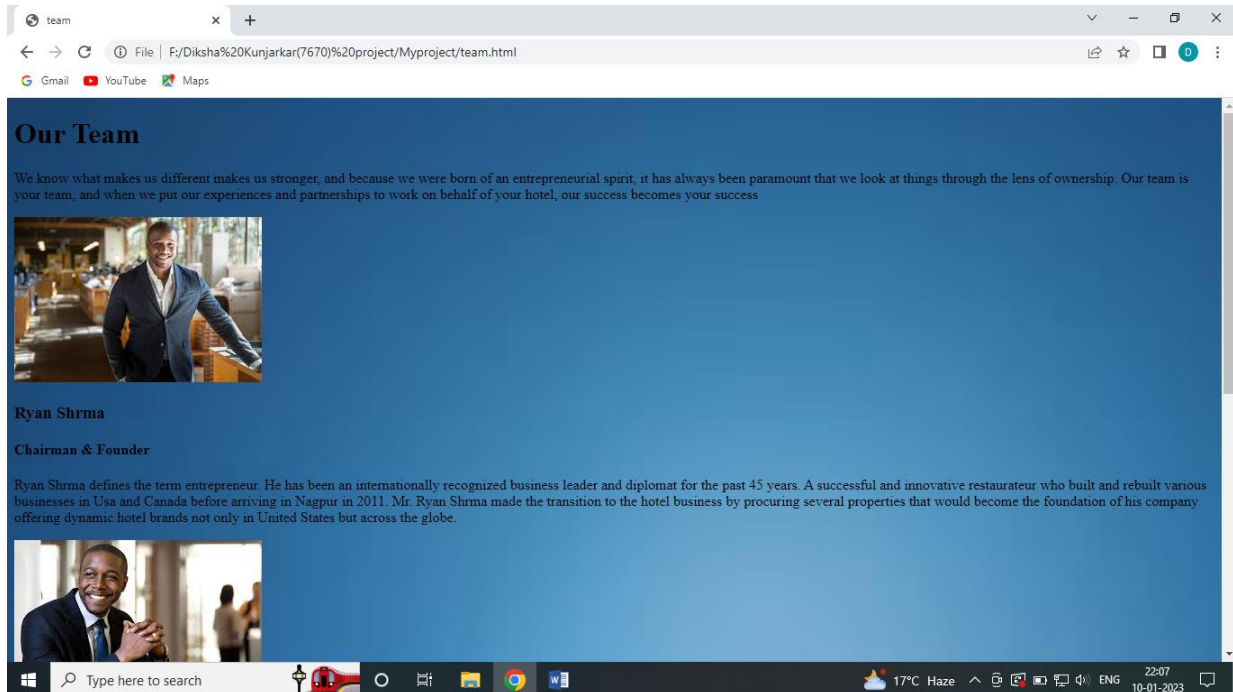 team
File | F:/Diksha%20Kunjarkar(7670)%20project/Myproject/team.html
Gmail YouTube Maps
D
Our Team
We know what makes us different makes us stronger, and because we were born of an entrepreneurial spirit, it has always been paramount that we look at things through the lens of ownership. Our team is
your team, and when we put our experiences and partnerships to work on behalf of your hotel, our success becomes your success
Ryan Shrma
Chairman & Founder
Ryan Shrma defines the term entrepreneur. He has been an internationally recognized business leader and diplomat for the past 45 years. A successful and innovative restaurateur who built and rebuilt various
businesses in Usa and Canada before arriving in Nagpur in 2011. Mr. Ryan Shrma made the transition to the hotel business by procuring several properties that would become the foundation of his company
offering dynamic hotel brands not only in United States but across the globe.
Type here to search
17°C Haze
ENG
22:07
10-01-2023